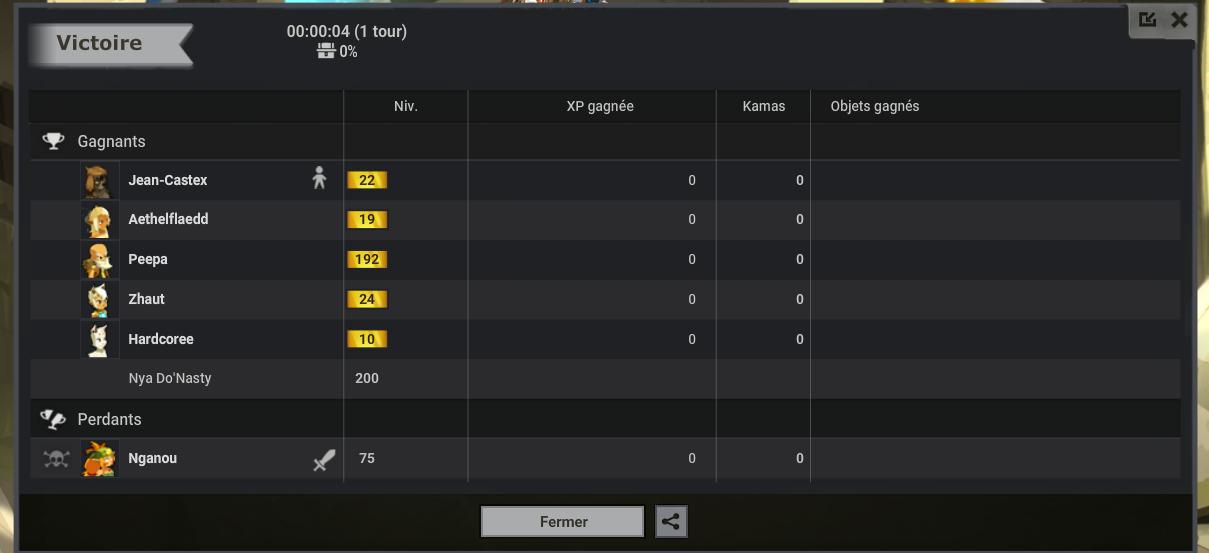 Victoire
00:00:04 (1 tour)
0%
Niv. XP gagnée Kamas Objets gagnés
Gagnants
Jean-Castex 22 0 0
Aethelflaedd 19 0 0
Peepa 192 0 0
Zhaut 24 0 0
Hardcoree 10 0 0
Nya Do'Nasty 200
Perdants
Nganou 75 0 0
Fermer